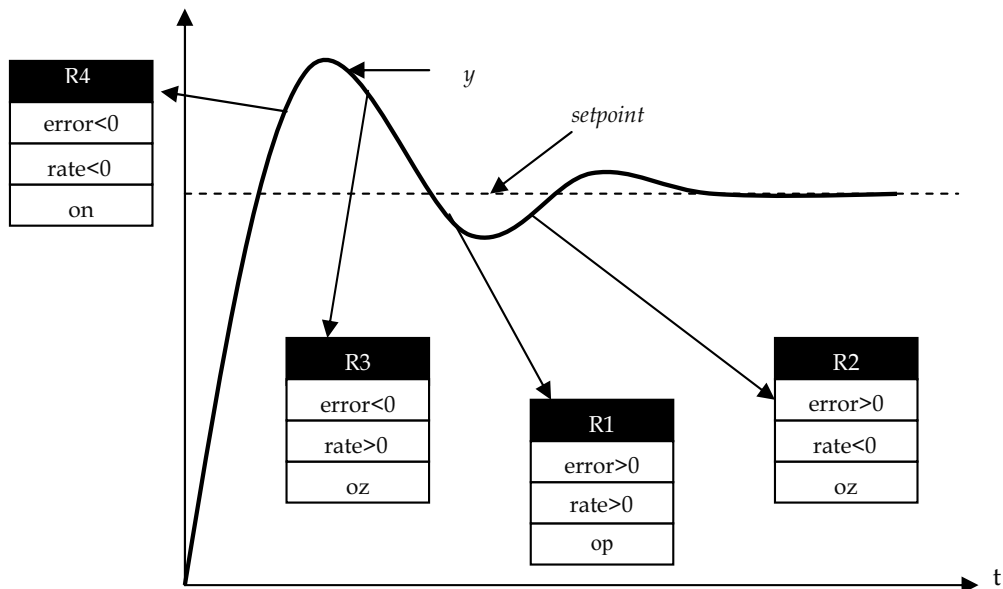 R4
error<0
rate<0
on
y
setpoint
R3
error<0
rate>0
oz
R1
error>0
rate>0
op
R2
error>0
rate<0
oz
t